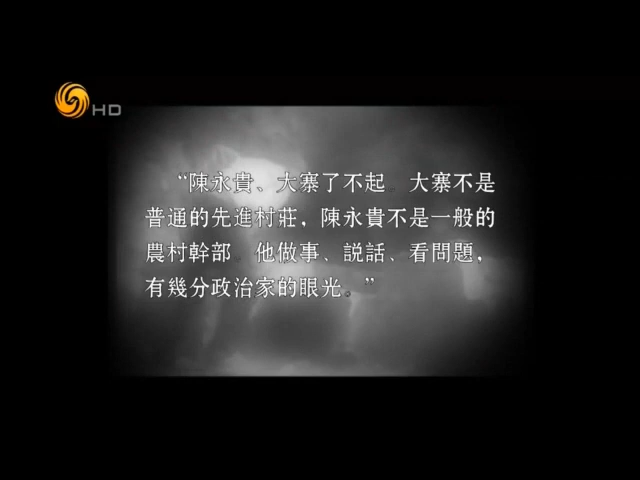 HD
“陳永貴、大寨了不起。大寨不是
普通的先進村莊，陳永貴不是一般的
農村幹部。他做事、説話、看問題，
有幾分政治家的眼光。”